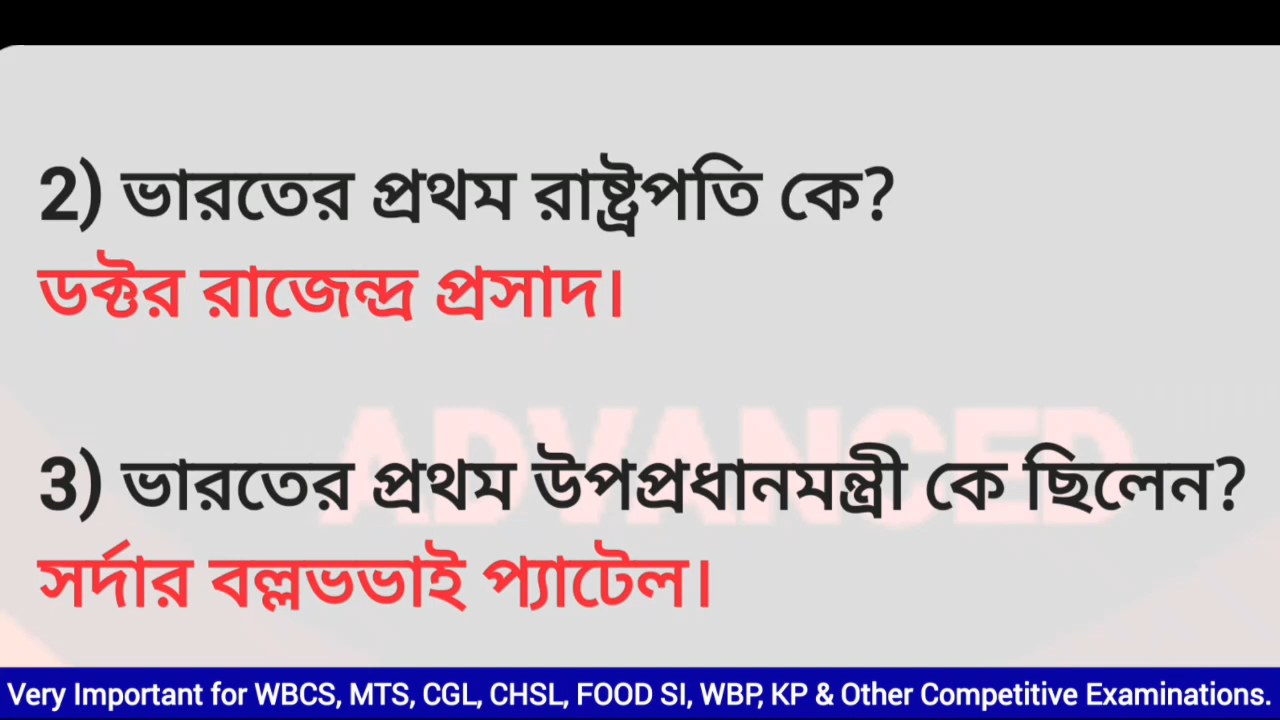 2) ভারতের প্রথম রাষ্ট্রপতি কে?
ডক্টর রাজেন্দ্র প্রসাদ।
ADVANCED
3) ভারতের প্রথম উপপ্রধানমন্ত্রী কে ছিলেন?
সর্দার বল্লভভাই প্যাটেল।
Very Important for WBCS, MTS, CGL, CHSL, FOOD SI, WBP, KP & Other Competitive Examinations.